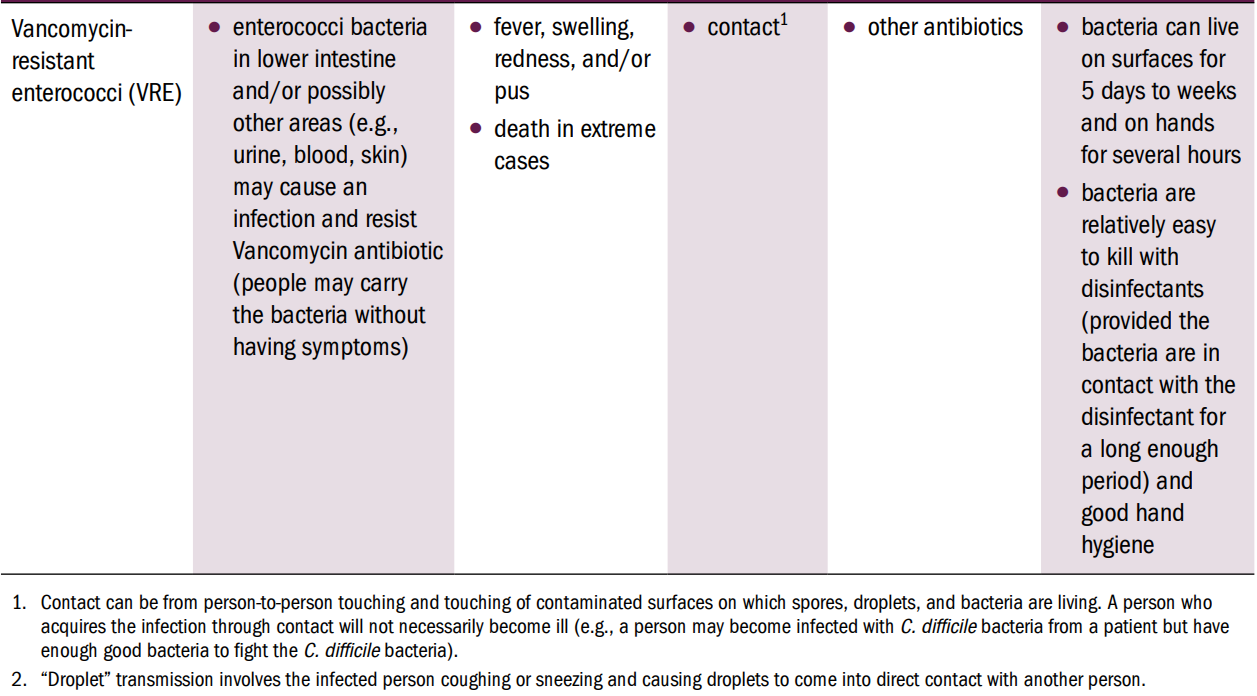 Vancomycin-
resistant
enterococci (VRE)
• enterococci bacteria
in lower intestine
and/or possibly
other areas (e.g.,
urine, blood, skin)
may cause an
infection and resist
Vancomycin antibiotic
(people may carry
the bacteria without
having symptoms)
• fever, swelling,
redness, and/or
pus
• death in extreme
cases
• contact1
• other antibiotics
• bacteria can live
on surfaces for
5 days to weeks
and on hands
for several hours
• bacteria are
relatively easy
to kill with
disinfectants
(provided the
bacteria are in
contact with the
disinfectant for
a long enough
period) and
good hand
hygiene
1. Contact can be from person-to-person touching and touching of contaminated surfaces on which spores, droplets, and bacteria are living. A person who
acquires the infection through contact will not necessarily become ill (e.g., a person may become infected with C. difficile bacteria from a patient but have
enough good bacteria to fight the C. difficile bacteria).
2. “Droplet” transmission involves the infected person coughing or sneezing and causing droplets to come into direct contact with another person.